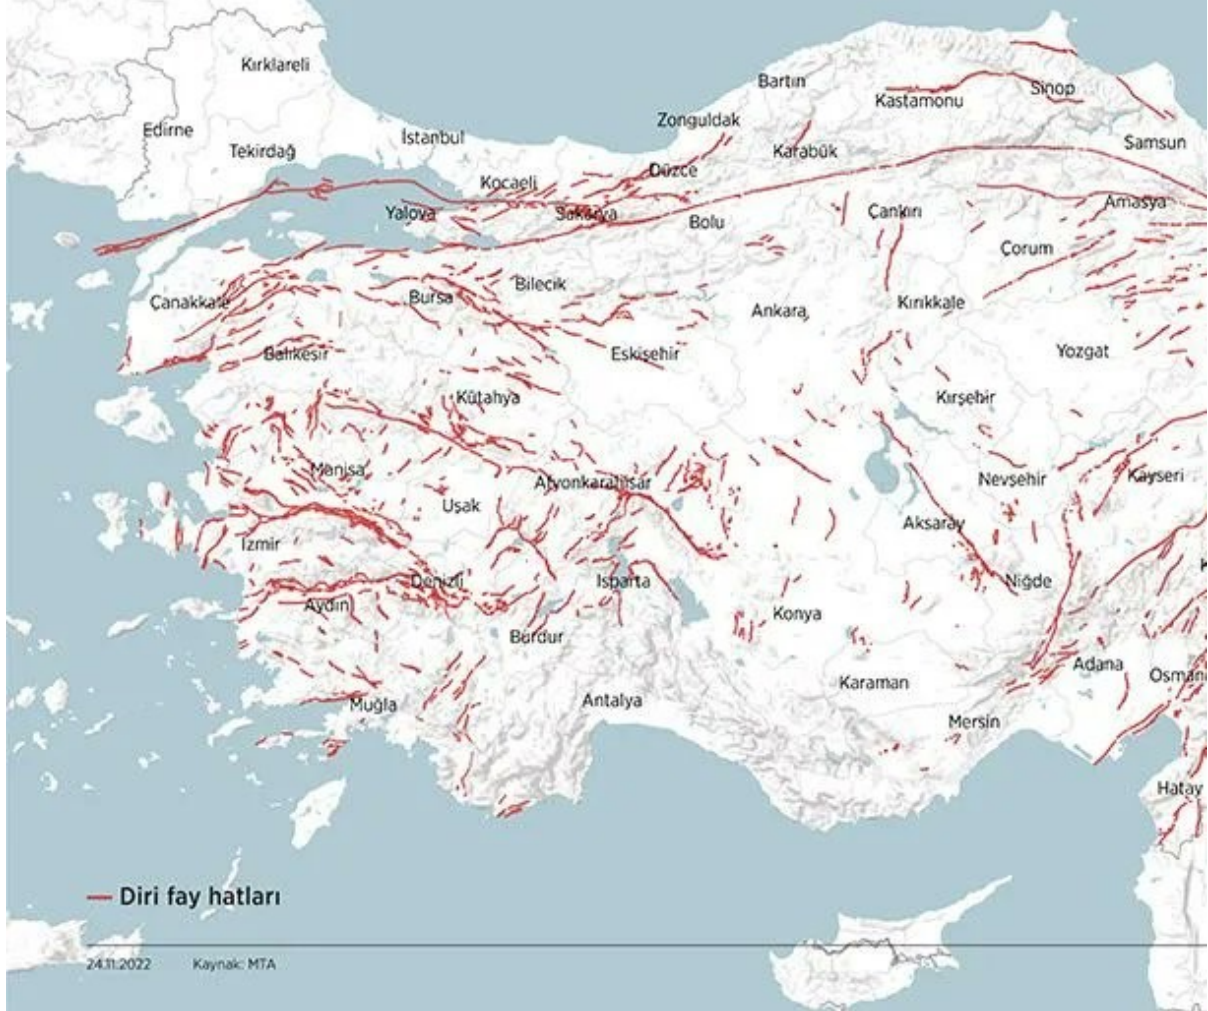 Kırklareli
Edirne
Tekirdağ
İstanbul
Kocaeli
Yalova
Sakarya
Düzce
Zonguldak
Bartın
Karabük
Kastamonu
Sinop
Samsun
Bolu
Çankırı
Amasya
Çorum
Çanakkale
Bursa
Bilecik
Ankara
Kırıkkale
Balıkesir
Eskişehir
Yozgat
Kütahya
Kırşehir
Manisa
Afyonkarahisar
Nevşehir
Kayseri
Uşak
Aksaray
İzmir
Denizli
Isparta
Niğde
Aydın
Burdur
Konya
Adana
Osmani
Karaman
Muğla
Antalya
Mersin
Hatay
Diri fay hatları
24.11.2022 Kaynak: MTA